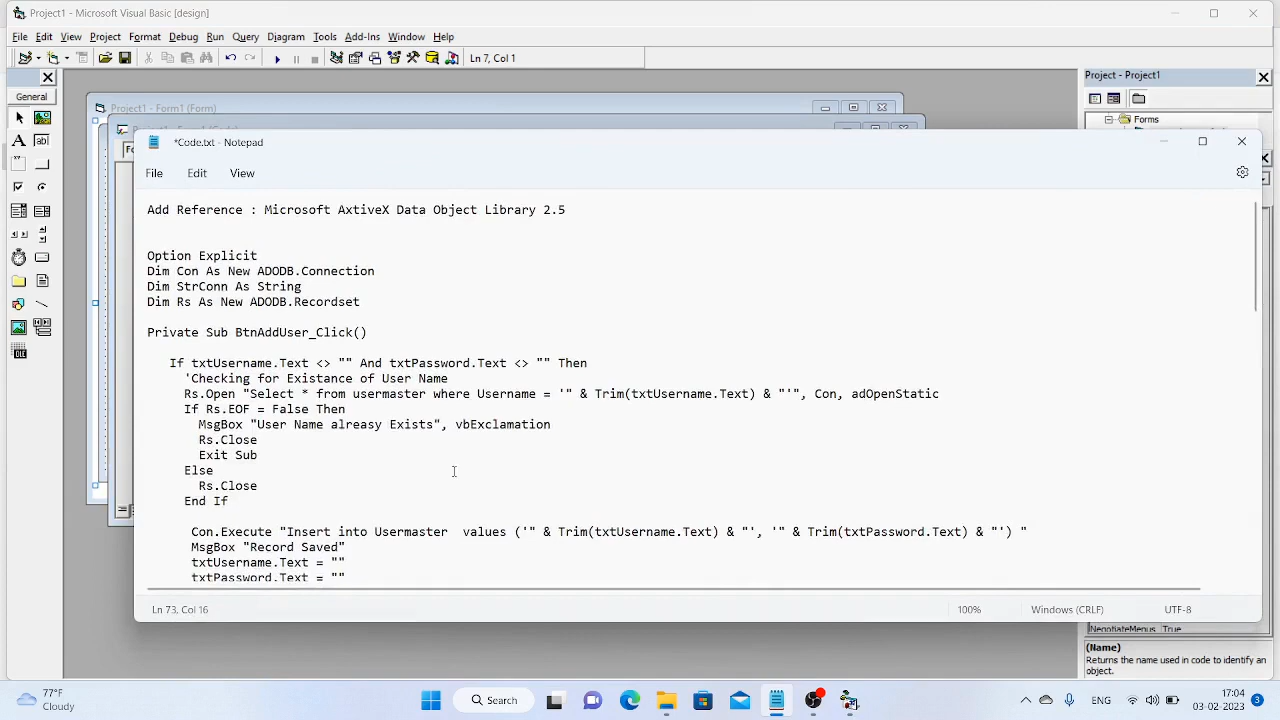 Project1 - Microsoft Visual Basic [design]
File Edit View Project Format Debug Run Query Diagram Tools Add-Ins Window Help
Ln 7, Col 1
General
Project1 - Form1 (Form)
Project - Project1
Forms
*Code.txt - Notepad
File Edit View
Add Reference : Microsoft AxtiveX Data Object Library 2.5
Option Explicit
Dim Con As New ADODB.Connection
Dim StrConn As String
Dim Rs As New ADODB.Recordset
Private Sub BtnAddUser_Click()
If txtUsername.Text <> "" And txtPassword.Text <> "" Then
'Checking for Existance of User Name
Rs.Open "Select * from usermaster where Username = '" & Trim(txtUsername.Text) & "'", Con, adOpenStatic
If Rs.EOF = False Then
MsgBox "User Name alreasy Exists", vbExclamation
Rs.Close
Exit Sub
Else
Rs.Close
End If
Con.Execute "Insert into Usermaster  values ('" & Trim(txtUsername.Text) & "', '" & Trim(txtPassword.Text) & "') "
MsgBox "Record Saved"
txtUsername.Text = ""
txtPassword.Text = ""
Ln 73, Col 16
100%
Windows (CRLF)
UTF-8
NegotiateMenus True
(Name)
Returns the name used in code to identify an
object.
77°F
Cloudy
Search
ENG
17:04
03-02-2023
3